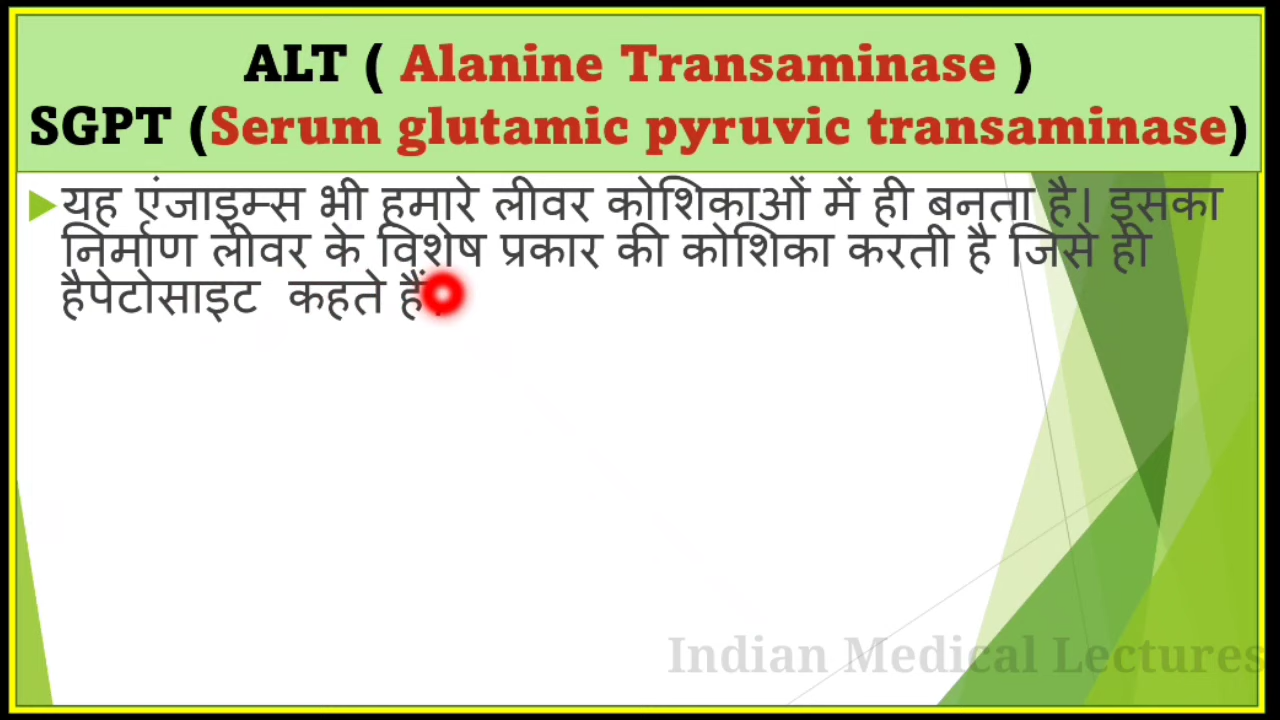 ALT ( Alanine Transaminase )
SGPT (Serum glutamic pyruvic transaminase)
यह एंजाइम्स भी हमारे लीवर कोशिकाओं में ही बनता है। इसका
निर्माण लीवर के विशेष प्रकार की कोशिका करती है जिसे ही
हैपेटोसाइट कहते हैं
Indian Medical Lectures